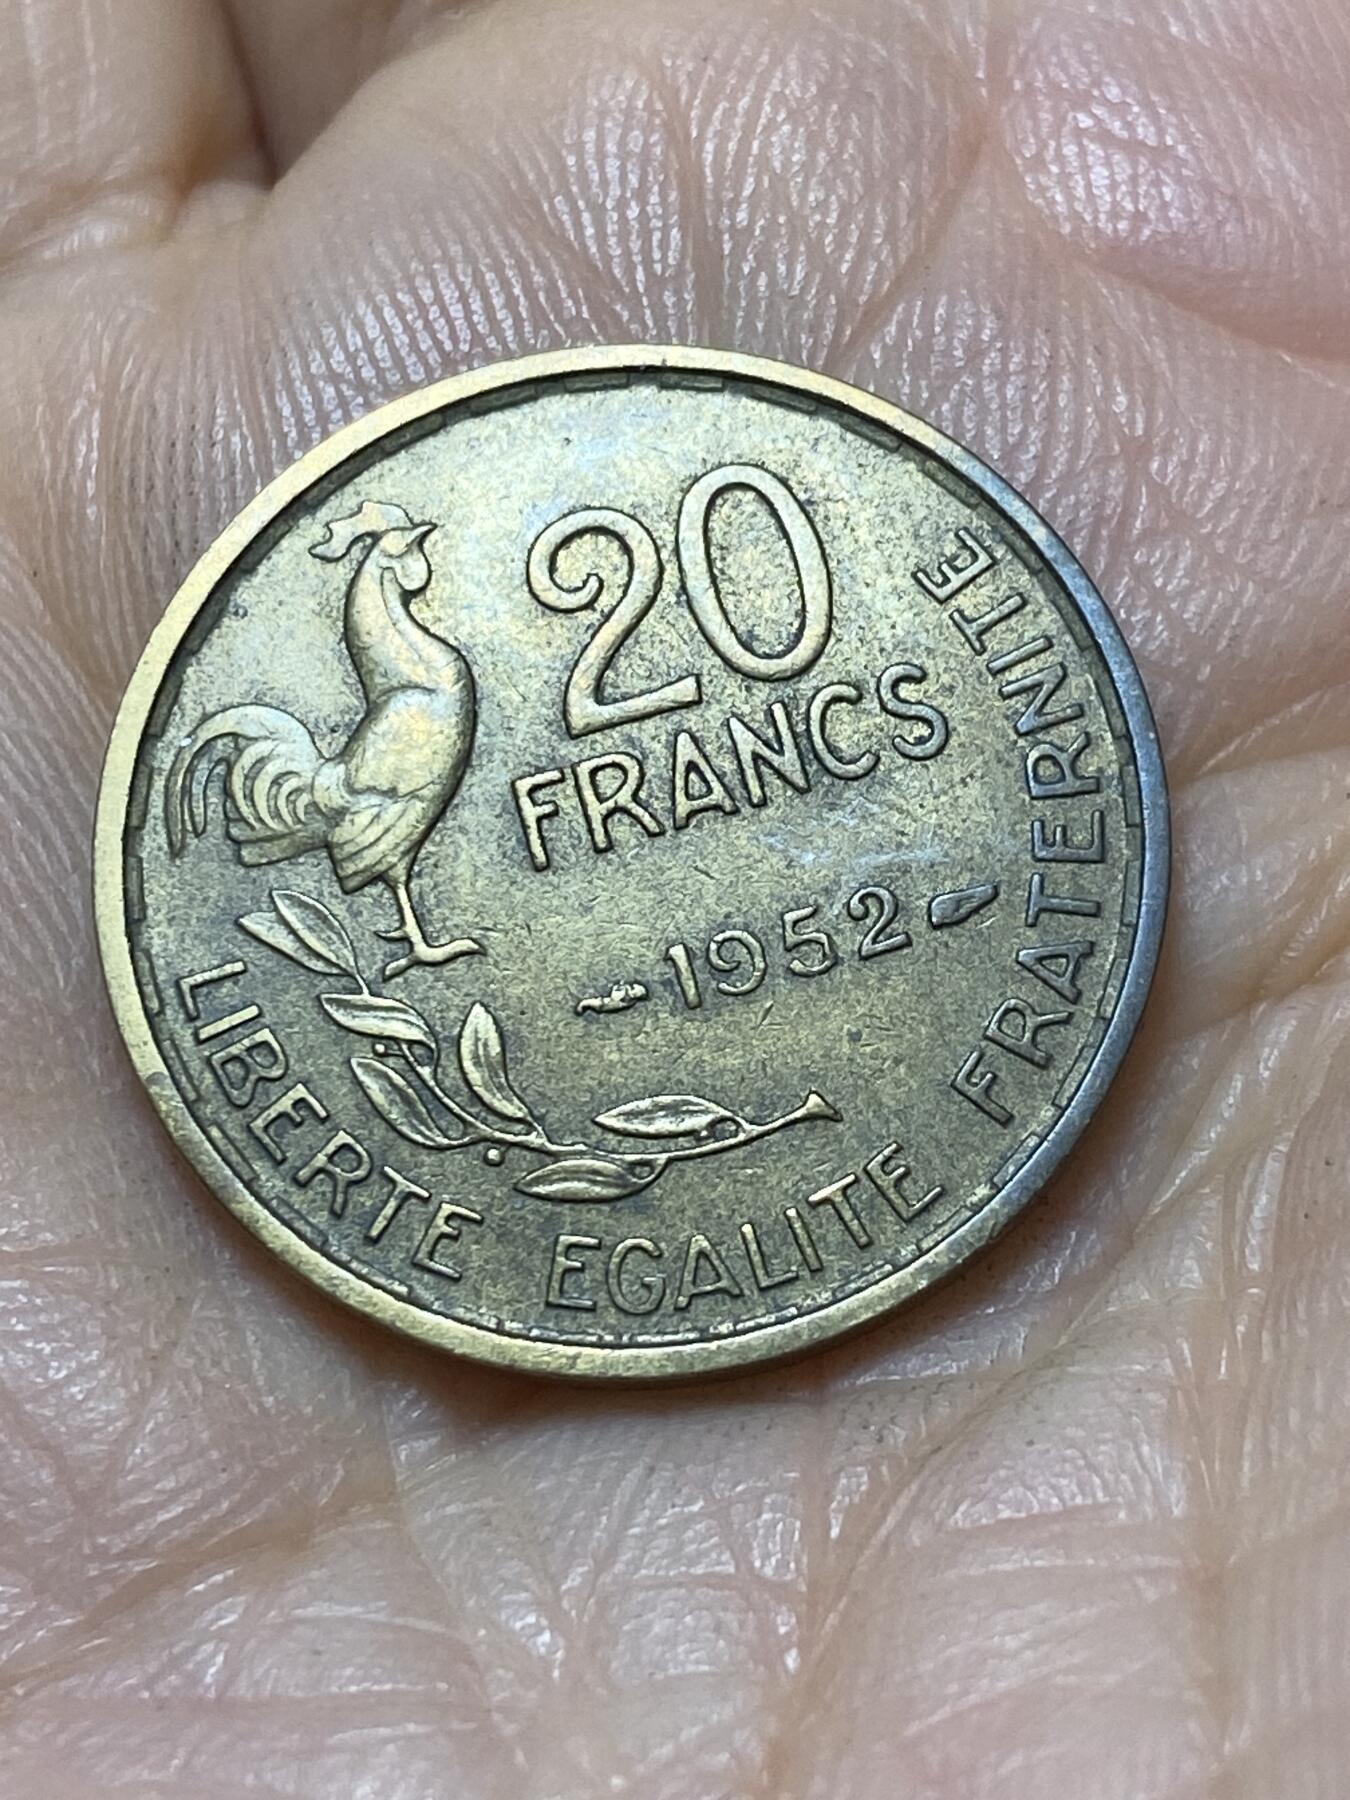 20
FRANCS
1952
LIBERTE EGALITE FRATERNITE